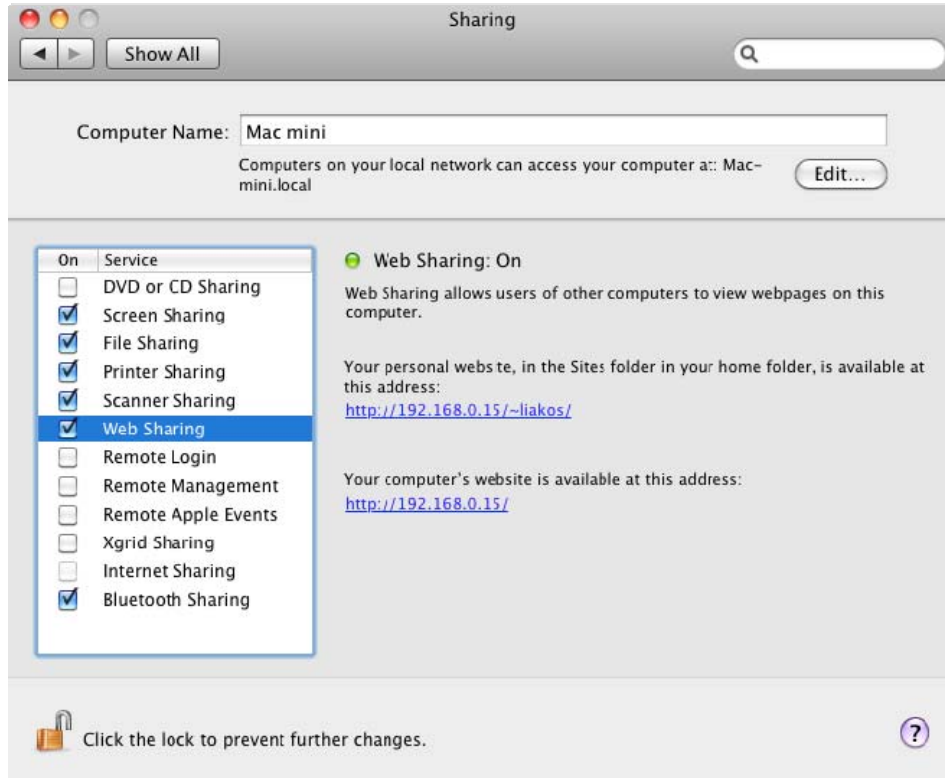 Sharing
Show All
Computer Name: Mac mini
Computers on your local network can access your computer at: Mac-
mini.local
Edit...
On Service
DVD or CD Sharing
Screen Sharing
File Sharing
Printer Sharing
Scanner Sharing
Web Sharing
Remote Login
Remote Management
Remote Apple Events
Xgrid Sharing
Internet Sharing
Bluetooth Sharing
Web Sharing: On
Web Sharing allows users of other computers to view webpages on this
computer.
Your personal website, in the Sites folder in your home folder, is available at
this address:
http://192.168.0.15/~liakos/
Your computer's website is available at this address:
http://192.168.0.15/
Click the lock to prevent further changes.
?